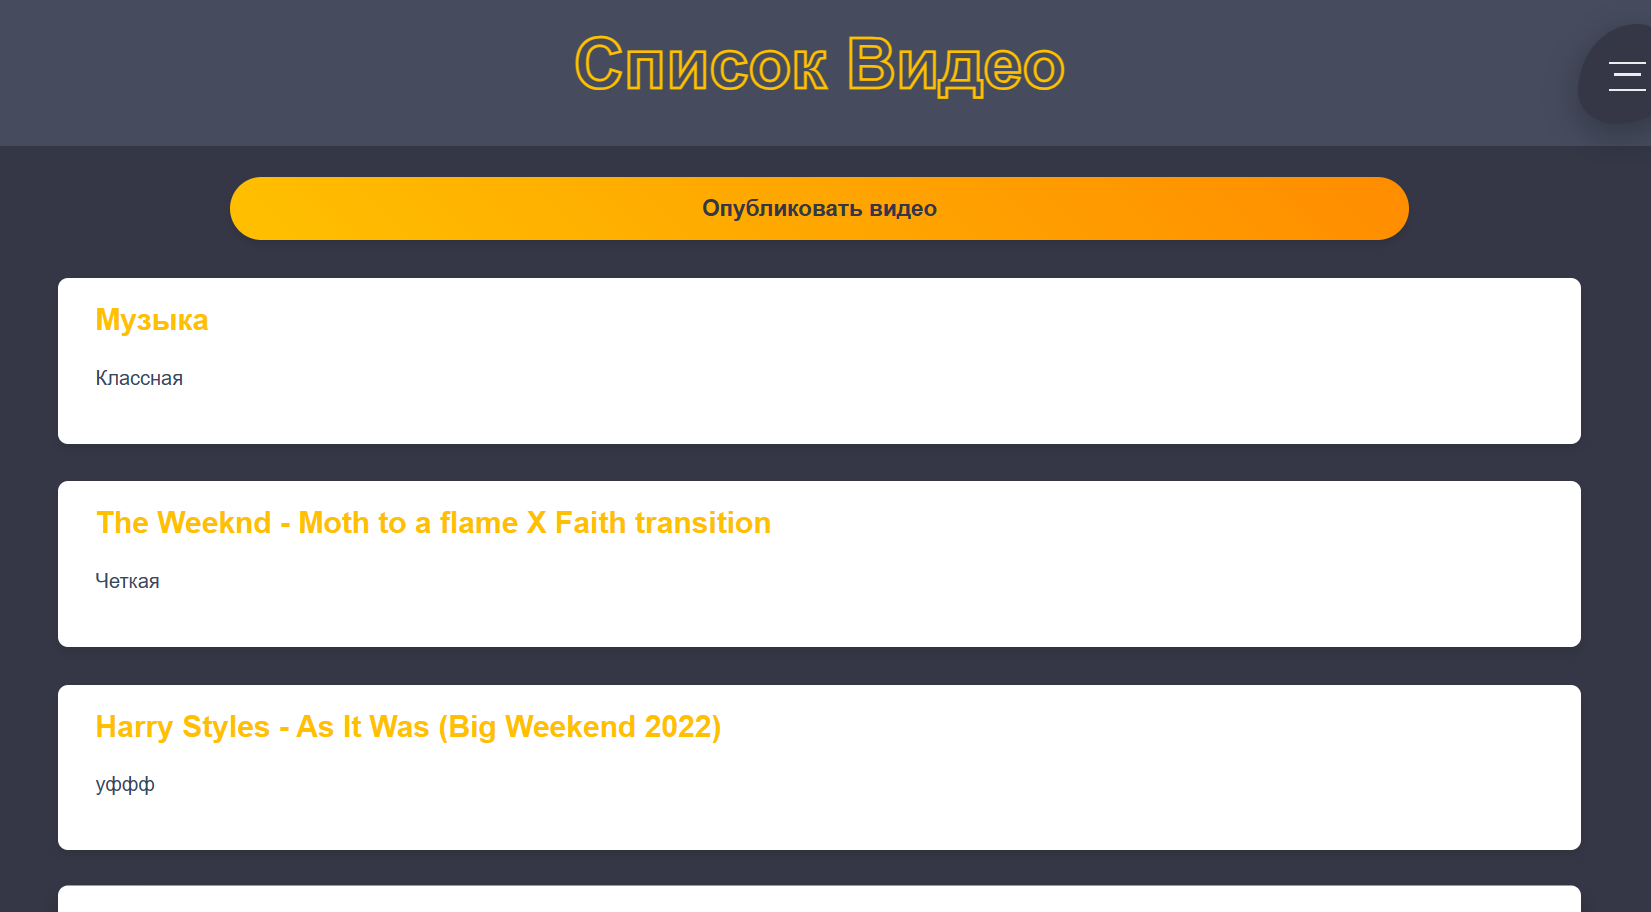 Список Видео
Опубликовать видео
Музыка
Классная
The Weeknd - Moth to a flame X Faith transition
Четкая
Harry Styles - As It Was (Big Weekend 2022)
уффф